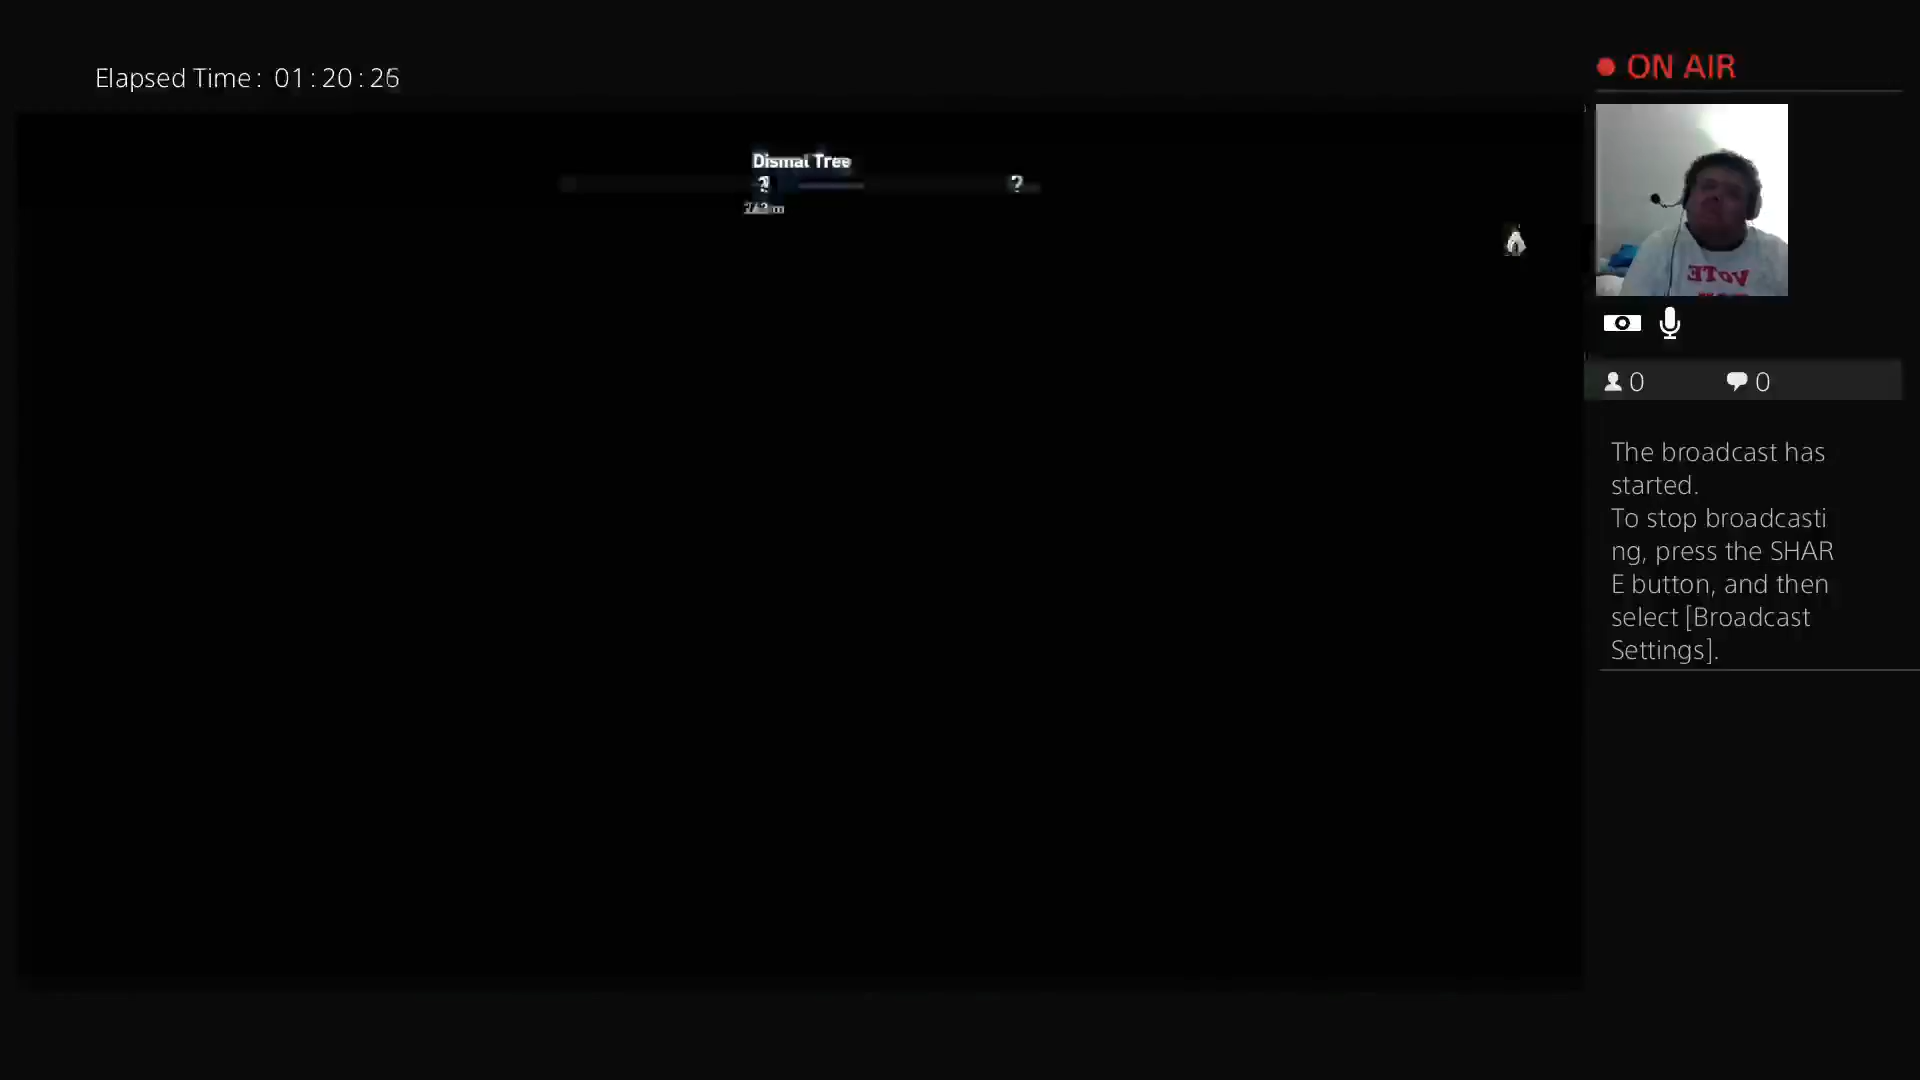 Elapsed Time: 01:20:26
ON AIR
Dismal Tree
?
?
VOTE
0
0
The broadcast has
started.
To stop broadcasti
ng, press the SHAR
E button, and then
select [Broadcast
Settings].